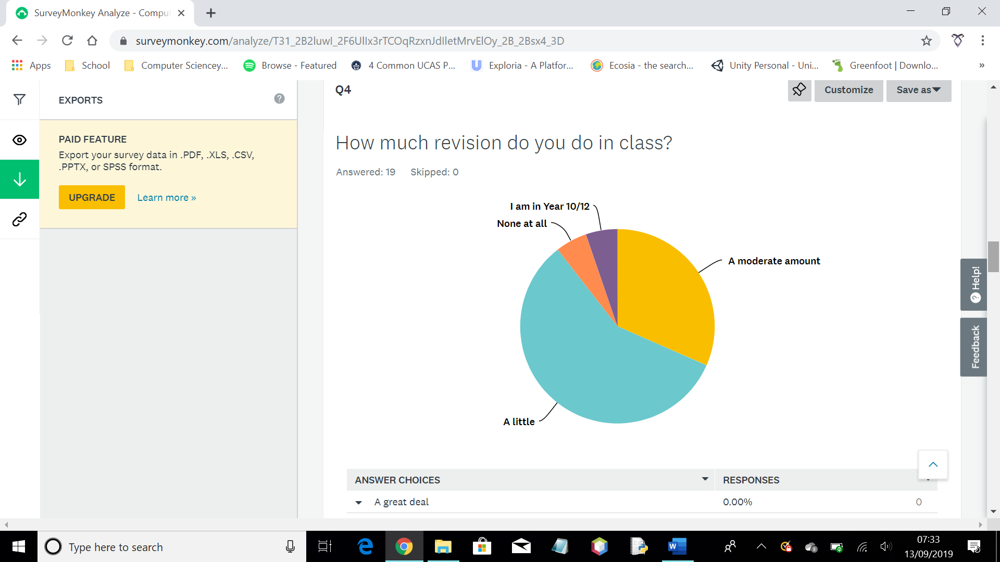 SurveyMonkey Analyze - Compu
surveymonkey.com/analyze/T31_2B2luwI_2F6UlIx3rTCOqRzxnJdIletMrvElOy_2B_2Bsx4_3D
Apps School Computer Sciencey... Browse - Featured 4 Common UCAS P... Exploria - A Platfor... Ecosia - the search... Unity Personal - Uni... Greenfoot | Downlo... »
EXPORTS ?
PAID FEATURE
Export your survey data in .PDF, .XLS, .CSV,
.PPTX, or SPSS format.
UPGRADE Learn more »
Q4
Customize Save as
How much revision do you do in class?
Answered: 19 Skipped: 0
I am in Year 10/12
None at all
A moderate amount
A little
ANSWER CHOICES RESPONSES
A great deal 0.00% 0
? Help!
Feedback
Type here to search
07:33
13/09/2019